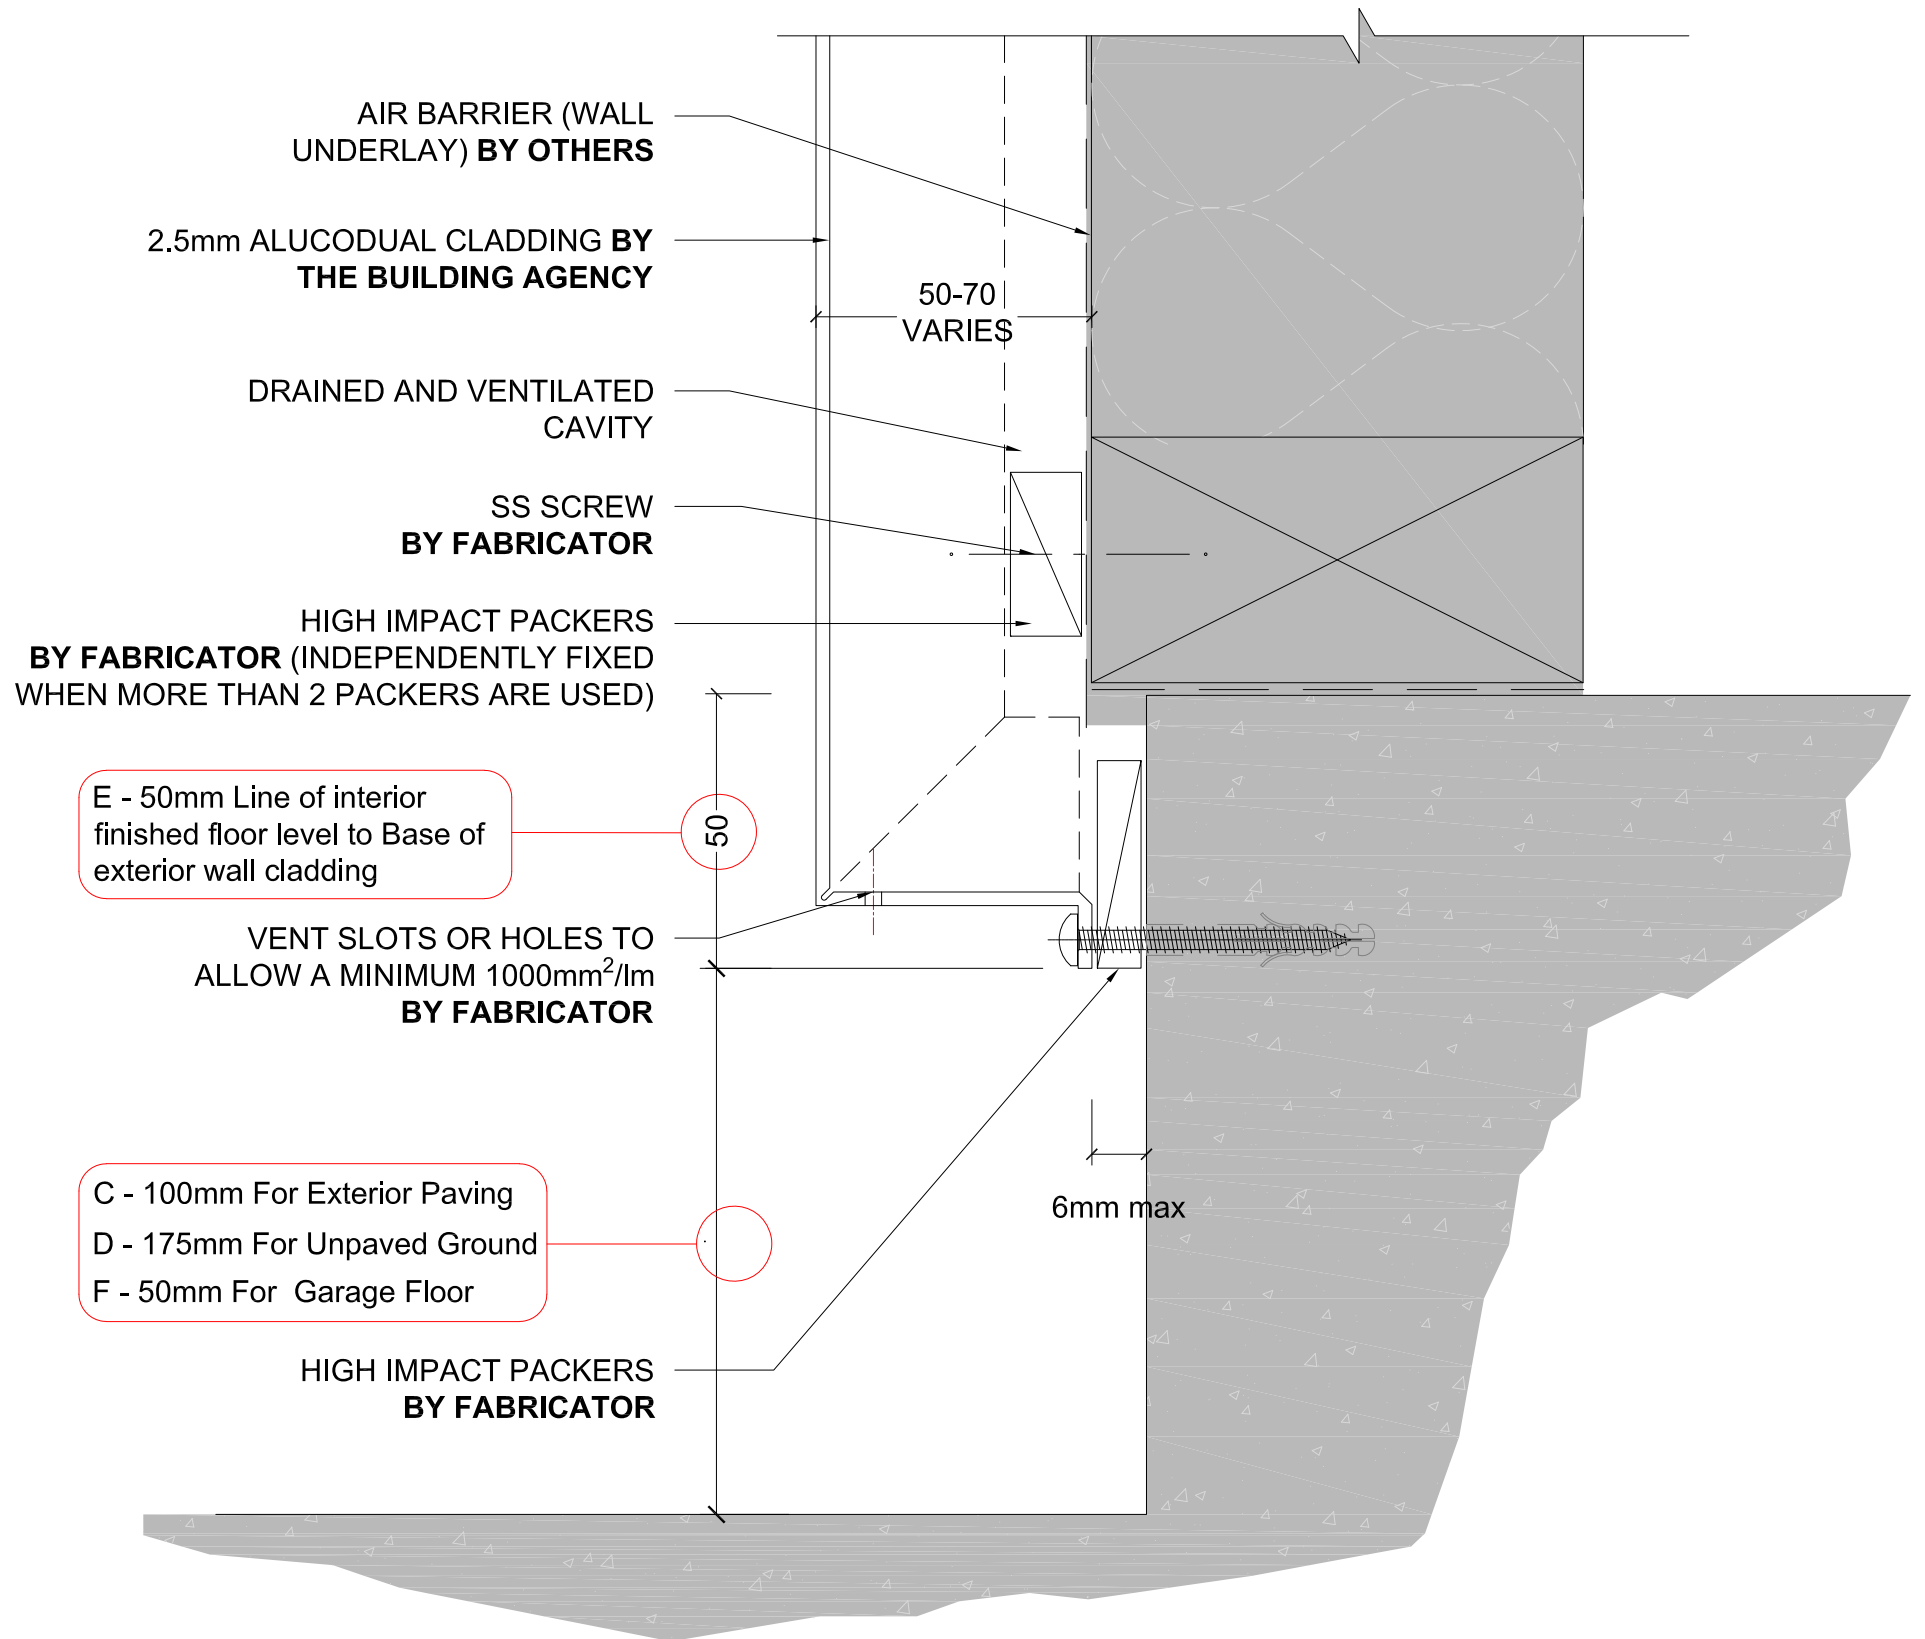 AIR BARRIER (WALL
UNDERLAY) BY OTHERS
2.5mm ALUCODUAL CLADDING BY
THE BUILDING AGENCY
50-70
VARIES
DRAINED AND VENTILATED
CAVITY
SS SCREW
BY FABRICATOR
HIGH IMPACT PACKERS
BY FABRICATOR (INDEPENDENTLY FIXED
WHEN MORE THAN 2 PACKERS ARE USED)
E - 50mm Line of interior
finished floor level to Base of
exterior wall cladding
50
VENT SLOTS OR HOLES TO
ALLOW A MINIMUM 1000mm²/lm
BY FABRICATOR
C - 100mm For Exterior Paving
D - 175mm For Unpaved Ground
F - 50mm For Garage Floor
6mm max
HIGH IMPACT PACKERS
BY FABRICATOR